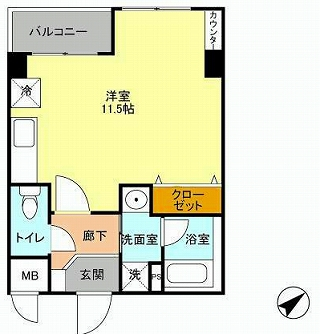 バルコニー
カウンター
冷
洋室
11.5帖
クロー
ゼット
トイレ
廊下
洗面室
浴室
MB
玄関
洗
PS